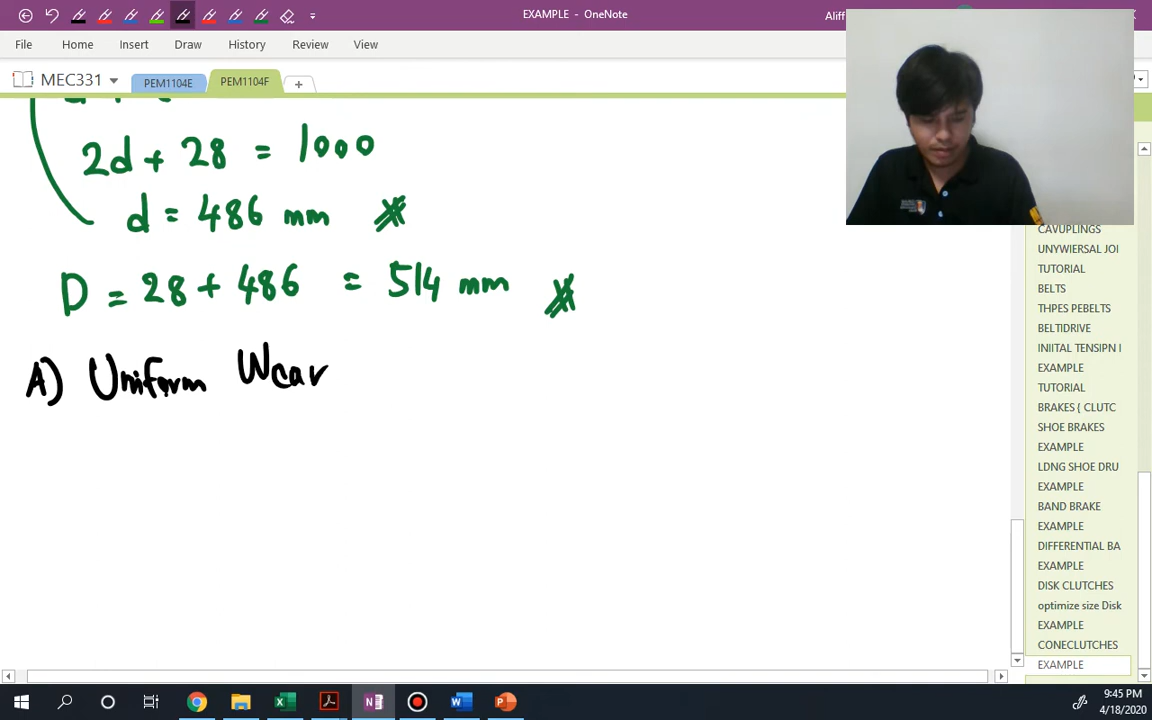 EXAMPLE - OneNote
Aliff
File Home Insert Draw History Review View
MEC331
PEM1104E
PEM1104F
2d + 28 = 1000
d = 486 mm
D = 28 + 486 = 514 mm
A) Uniform Wear
CAVUPLINGS
UNYWIERSAL JOI
TUTORIAL
BELTS
THPES PEBELTS
BELTIDRIVE
INIITAL TENSIPN I
EXAMPLE
TUTORIAL
BRAKES { CLUTC
SHOE BRAKES
EXAMPLE
LDNG SHOE DRU
EXAMPLE
BAND BRAKE
EXAMPLE
DIFFERENTIAL BA
EXAMPLE
DISK CLUTCHES
optimize size Disk
EXAMPLE
CONECLUTCHES
EXAMPLE
9:45 PM
4/18/2020